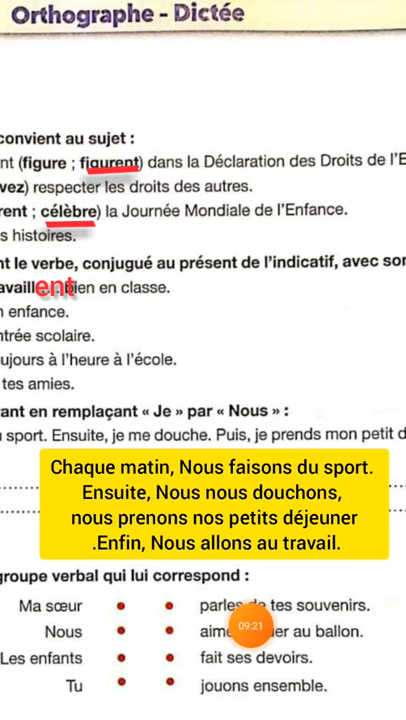 Orthographe - Dictée
convient au sujet :
nt (figure ; figurent) dans la Déclaration des Droits de l'E
vez) respecter les droits des autres.
rent ; célèbre) la Journée Mondiale de l'Enfance.
s histoires.
nt le verbe, conjugué au présent de l'indicatif, avec sor
availlent bien en classe.
enfance.
ntrée scolaire.
ujours à l'heure à l'école.
tes amies.
ant en remplaçant « Je » par « Nous » :
sport. Ensuite, je me douche. Puis, je prends mon petit d
Chaque matin, Nous faisons du sport.
Ensuite, Nous nous douchons,
nous prenons nos petits déjeuner
.Enfin, Nous allons au travail.
groupe verbal qui lui correspond :
Ma sœur parles de tes souvenirs.
Nous 09:21 au ballon.
Les enfants fait ses devoirs.
Tu jouons ensemble.